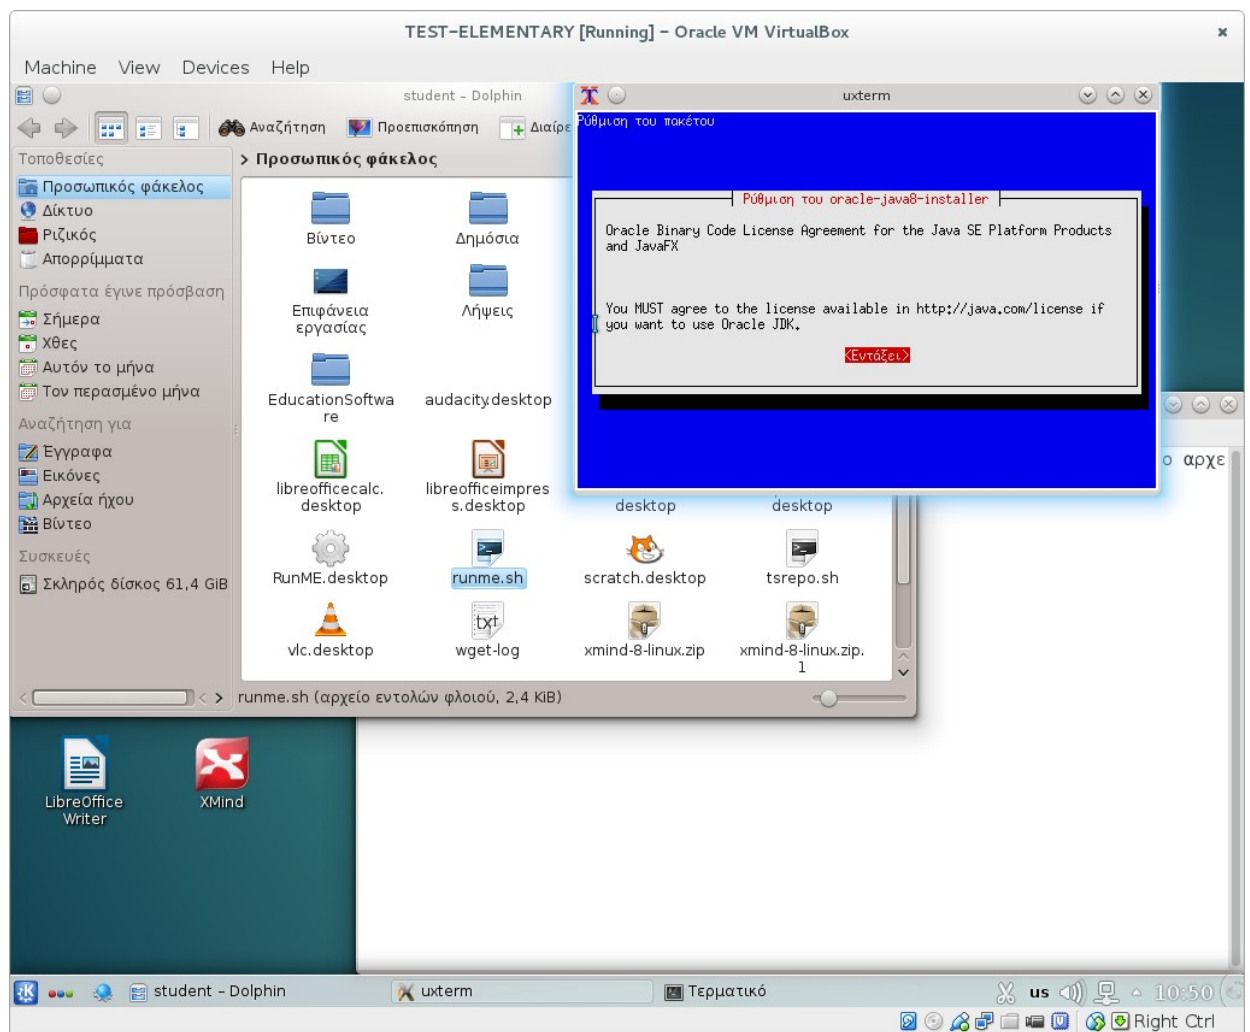 TEST-ELEMENTARY [Running] - Oracle VM VirtualBox
Machine View Devices Help
student - Dolphin
Αναζήτηση Προεπισκόπηση
Τοποθεσίες
Προσωπικός φάκελος
Δίκτυο
Ριζικός
Απορρίμματα
Πρόσφατα έγινε πρόσβαση
Σήμερα
Χθες
Αυτόν το μήνα
Τον περασμένο μήνα
Αναζήτηση για
Έγγραφα
Εικόνες
Αρχεία ήχου
Βίντεο
Συσκευές
Σκληρός δίσκος 61,4 GiB
> Προσωπικός φάκελος
Βίντεο Δημόσια
Επιφάνεια εργασίας
Λήψεις
EducationSoftwa
re
audacity.desktop
libreofficecalc.
desktop
libreofficeimpres
s.desktop
desktop
desktop
RunME.desktop
runme.sh
scratch.desktop
tsrepo.sh
vlc.desktop
txt
wget-log
xmind-8-linux.zip
xmind-8-linux.zip.
1
runme.sh (αρχείο εντολών φλοιού, 2,4 KiB)
uxterm
Ρύθμιση του πακέτου
Ρύθμιση του oracle-java8-installer
Oracle Binary Code License Agreement for the Java SE Platform Products
and JavaFX
You MUST agree to the license available in http://java.com/license if
you want to use Oracle JDK.
<Εντάξει>
LibreOffice
Writer
XMind
student - Dolphin
uxterm
Τερματικό
us
10:50
Right Ctrl